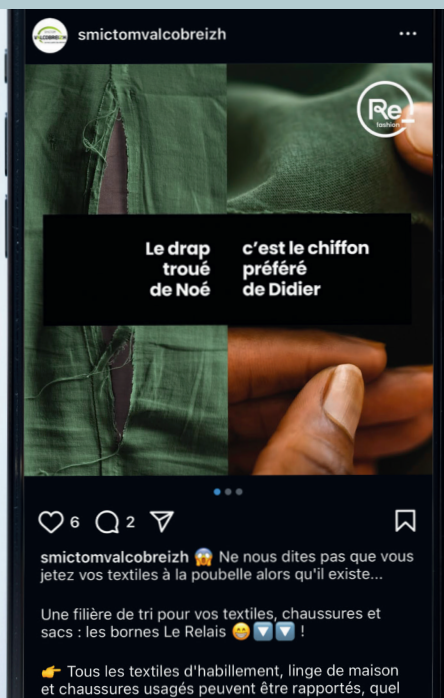 VALCOBREIZH
smictomvalcobreizh
Re_
fashion
Le drap
troué
de Noé
c'est le chiffon
préféré
de Didier
6
2
smictomvalcobreizh 😱 Ne nous dites pas que vous
jetez vos textiles à la poubelle alors qu'il existe...
Une filière de tri pour vos textiles, chaussures et
sacs : les bornes Le Relais 😁🔽🔽 !
👉 Tous les textiles d'habillement, linge de maison
et chaussures usagés peuvent être rapportés, quel